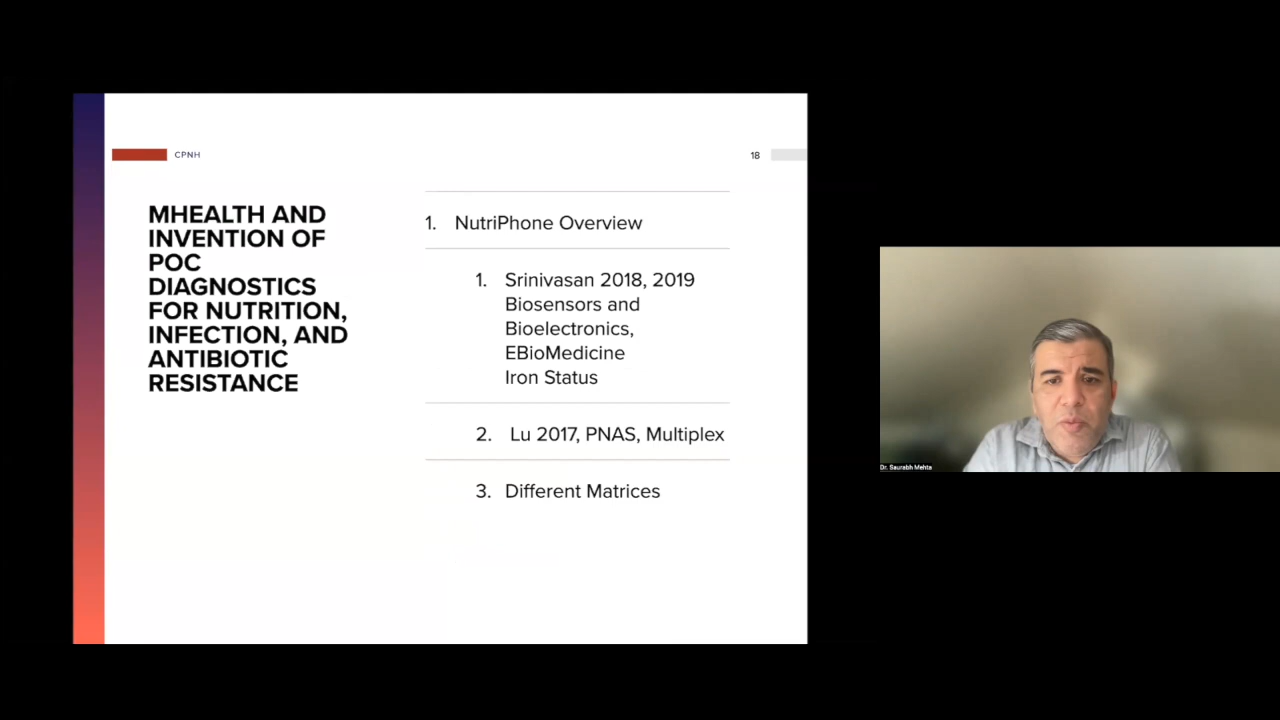 CPNH
18
MHEALTH AND
INVENTION OF
POC
DIAGNOSTICS
FOR NUTRITION,
INFECTION, AND
ANTIBIOTIC
RESISTANCE
1. NutriPhone Overview
1. Srinivasan 2018, 2019
Biosensors and
Bioelectronics,
EBioMedicine
Iron Status
2. Lu 2017, PNAS, Multiplex
3. Different Matrices
Dr. Saurabh Mehta